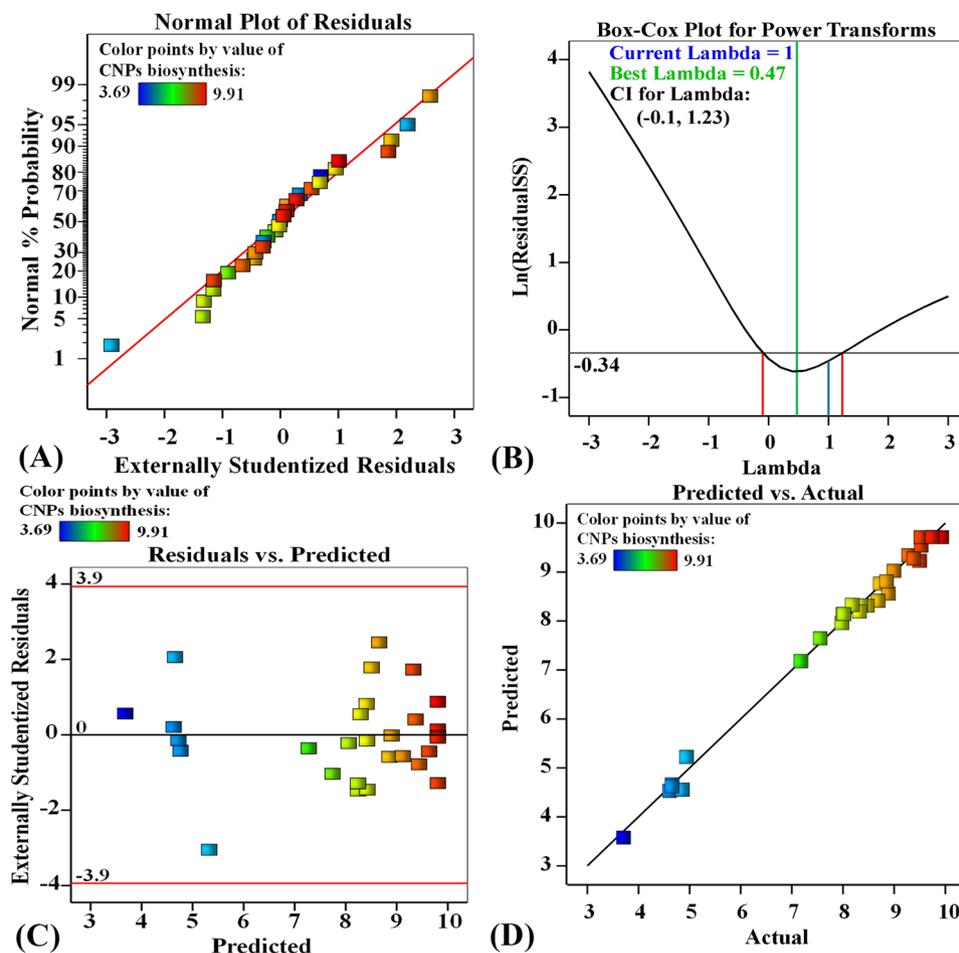 Normal Plot of Residuals
Color points by value of
CNPs biosynthesis:
3.69 9.91
Normal % Probability
99
95
90
80
70
50
30
20
10
5
1
-3 -2 -1 0 1 2 3
(A) Externally Studentized Residuals
Box-Cox Plot for Power Transforms
Current Lambda = 1
Best Lambda = 0.47
CI for Lambda:
(-0.1, 1.23)
Ln(ResidualSS)
4
3
2
1
0
-0.34
-1
-3 -2 -1 0 1 2 3
(B) Lambda
Color points by value of
CNPs biosynthesis:
3.69 9.91
Residuals vs. Predicted
Externally Studentized Residuals
4 3.9
2
0 0
-2
-4 -3.9
3 4 5 6 7 8 9 10
(C) Predicted
Predicted vs. Actual
Color points by value of
CNPs biosynthesis:
3.69 9.91
Predicted
10
9
8
7
6
5
4
3
3 4 5 6 7 8 9 10
(D) Actual